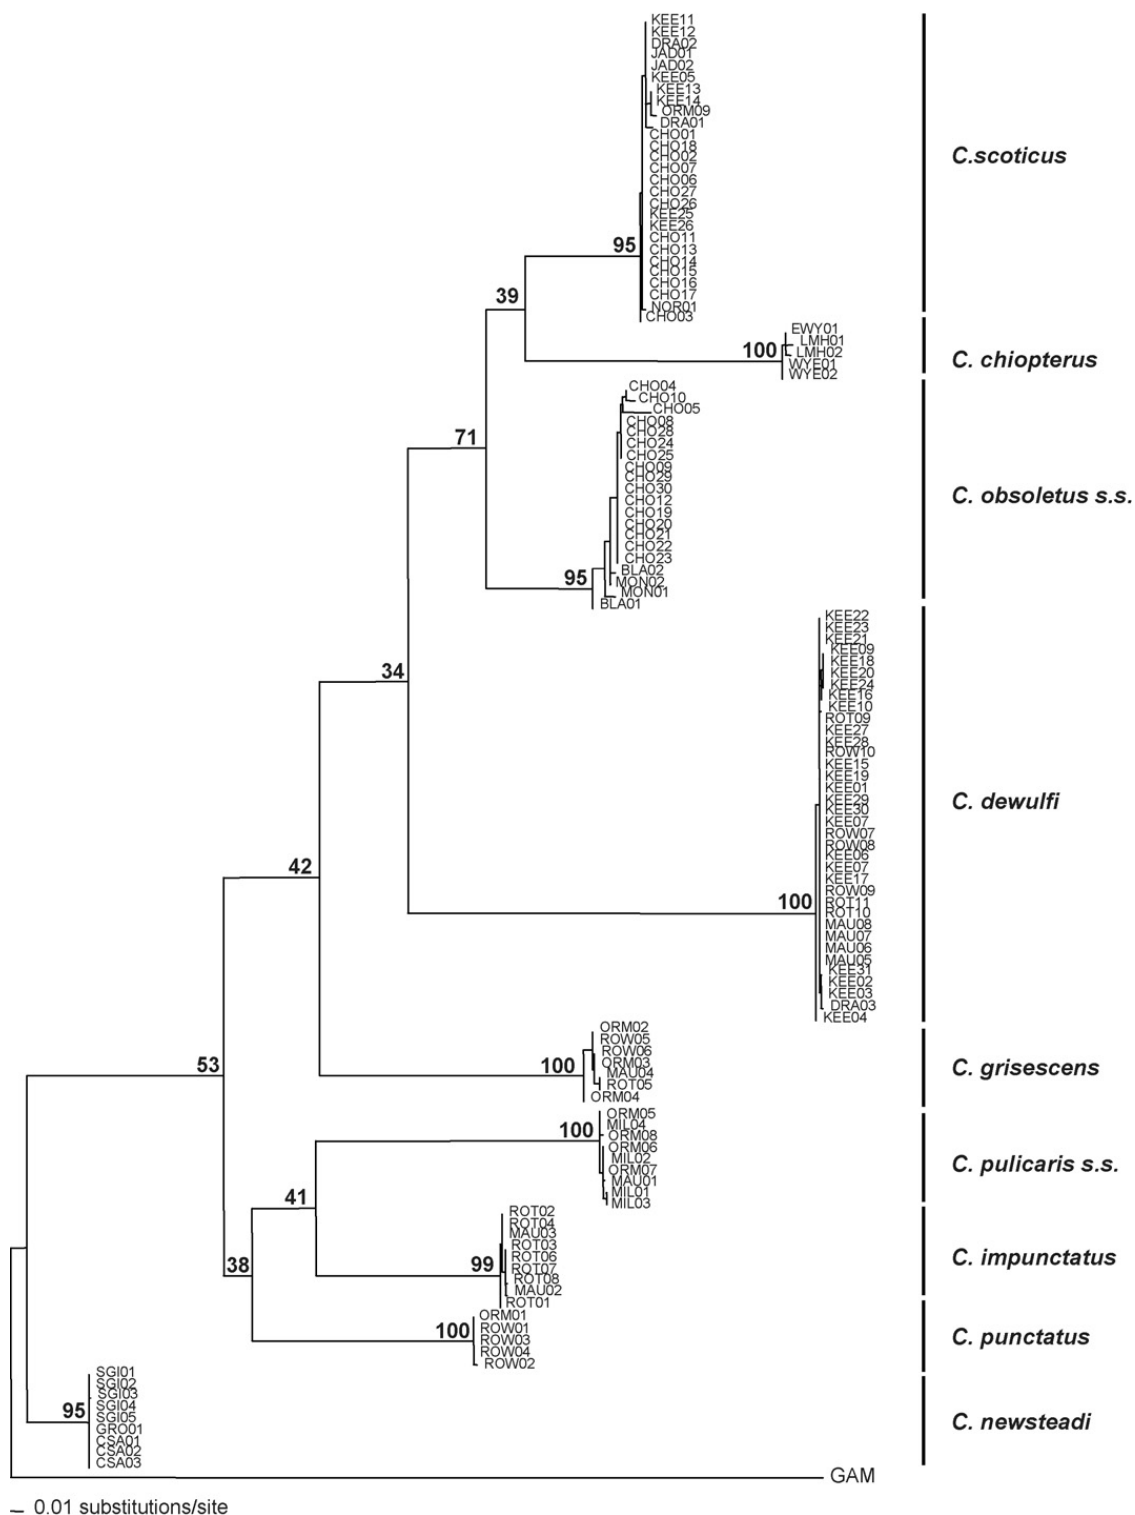 KEE11
KEE12
DRA02
JAD01
JAD02
KEE05
KEE13
KEE14
ORM09
DRA01
CHO01
CHO18
CHO02
CHO07
CHO06
CHO27
CHO26
KEE25
KEE26
CHO11
CHO13
CHO14
CHO15
CHO16
CHO17
NOR01
CHO03
95
C.scoticus
39
EWY01
LMH01
LMH02
WYE01
WYE02
100
C. chiopterus
71
CHO04
CHO10
CHO05
CHO08
CHO28
CHO24
CHO25
CHO09
CHO29
CHO30
CHO12
CHO19
CHO20
CHO21
CHO22
CHO23
BLA02
MON02
MON01
BLA01
95
C. obsoletus s.s.
34
KEE22
KEE23
KEE21
KEE09
KEE18
KEE20
KEE24
KEE16
KEE10
ROT09
KEE27
KEE28
ROW10
KEE15
KEE19
KEE01
KEE29
KEE30
KEE07
ROW07
ROW08
KEE06
KEE07
KEE17
ROW09
ROT11
ROT10
MAU08
MAU07
MAU06
MAU05
KEE31
KEE02
KEE03
DRA03
KEE04
100
C. dewulfi
42
ORM02
ROW05
ROW06
ORM03
MAU04
ROT05
ORM04
100
C. grisescens
53
ORM05
MIL04
ORM08
ORM06
MIL02
ORM07
MAU01
MIL01
MIL03
100
C. pulicaris s.s.
41
ROT02
ROT04
MAU03
ROT03
ROT06
ROT07
ROT08
MAU02
ROT01
99
C. impunctatus
38
ORM01
ROW01
ROW03
ROW04
ROW02
100
C. punctatus
SGI01
SGI02
SGI03
SGI04
SGI05
GRO01
CSA01
CSA02
CSA03
95
C. newsteadi
GAM
0.01 substitutions/site